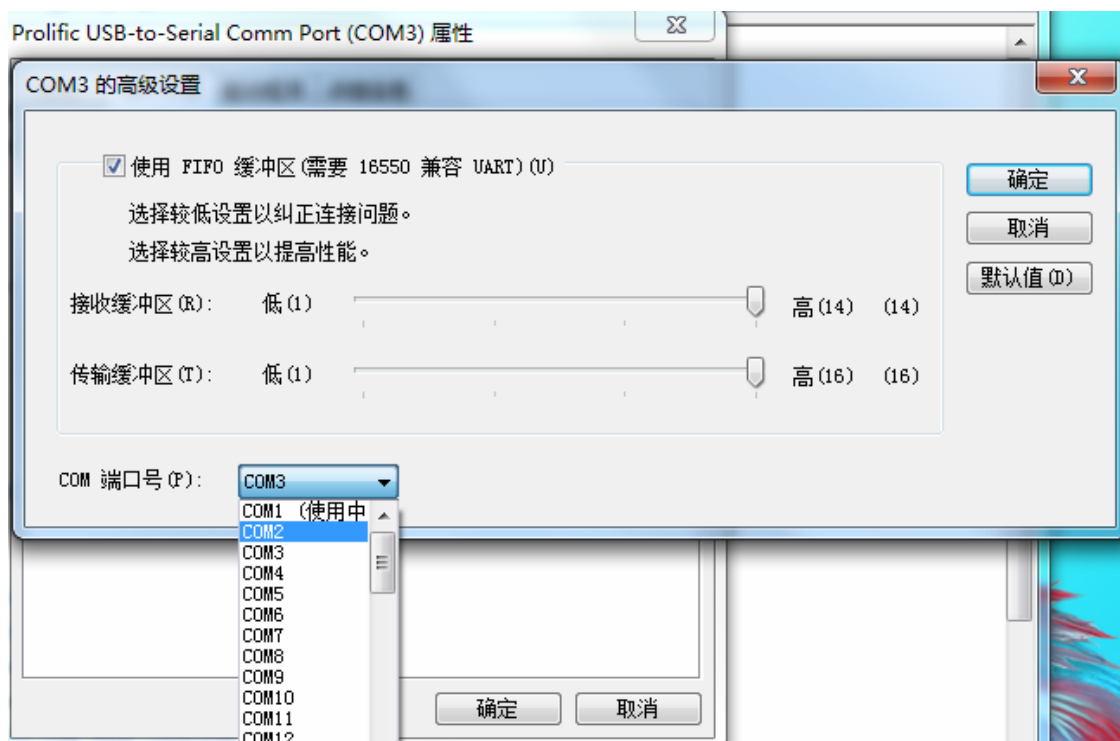 Prolific USB-to-Serial Comm Port (COM3) 属性
COM3 的高级设置
使用 FIFO 缓冲区(需要 16550 兼容 UART)(U)
选择较低设置以纠正连接问题。
选择较高设置以提高性能。
接收缓冲区(R): 低(1) 高(14) (14)
传输缓冲区(T): 低(1) 高(16) (16)
确定
取消
默认值(D)
COM 端口号(P): COM3
COM1 (使用中
COM2
COM3
COM4
COM5
COM6
COM7
COM8
COM9
COM10
COM11
COM12
确定 取消